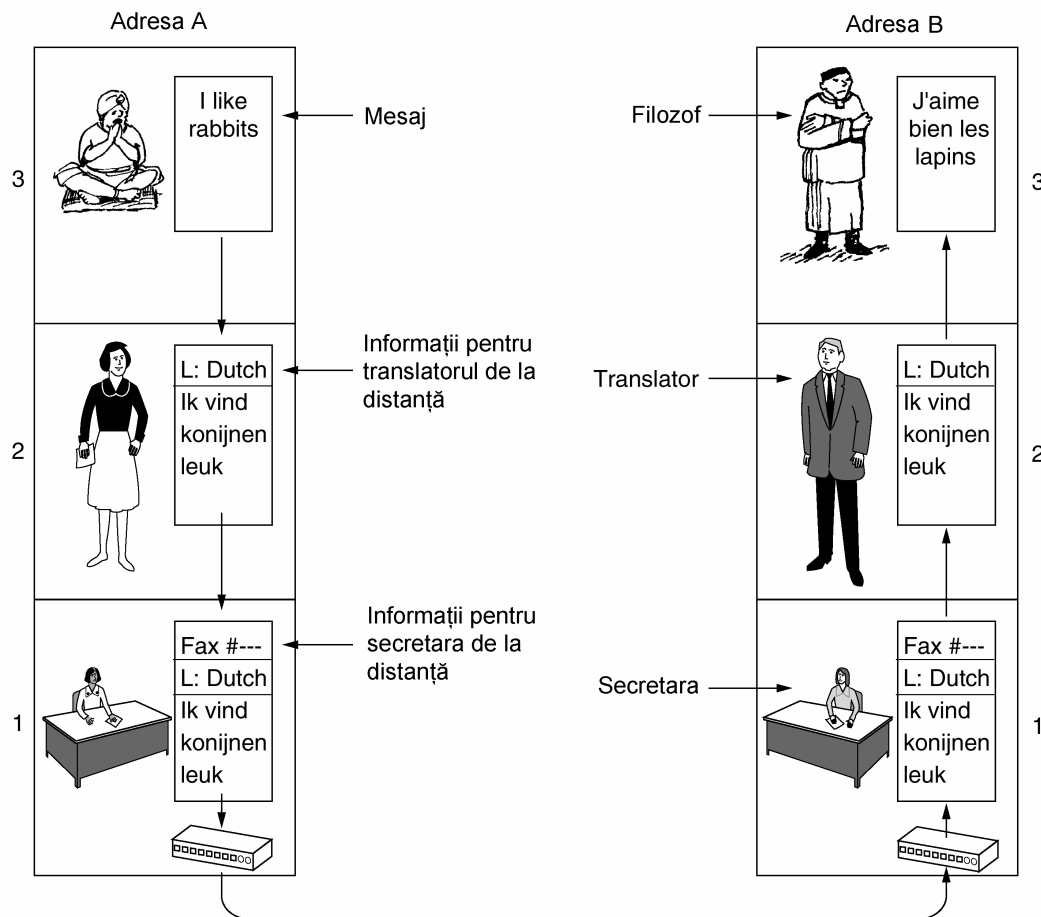 Adresa A
Adresa B
I like
rabbits
Mesaj
Filozof
J'aime
bien les
lapins
3
3
L: Dutch
Ik vind
konijnen
leuk
Informații pentru
translatorul de la
distanță
Translator
L: Dutch
Ik vind
konijnen
leuk
2
2
Fax #---
L: Dutch
Ik vind
konijnen
leuk
Informații pentru
secretara de la
distanță
Secretara
Fax #---
L: Dutch
Ik vind
konijnen
leuk
1
1